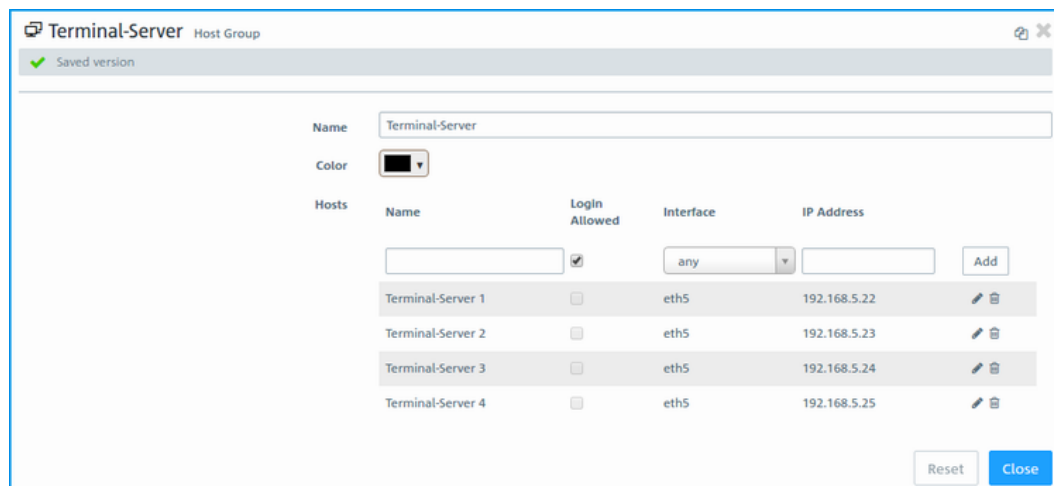 Terminal-Server Host Group
Saved version
Name Terminal-Server
Color
Hosts Name Login Allowed Interface IP Address
any Add
Terminal-Server 1 eth5 192.168.5.22
Terminal-Server 2 eth5 192.168.5.23
Terminal-Server 3 eth5 192.168.5.24
Terminal-Server 4 eth5 192.168.5.25
Reset Close